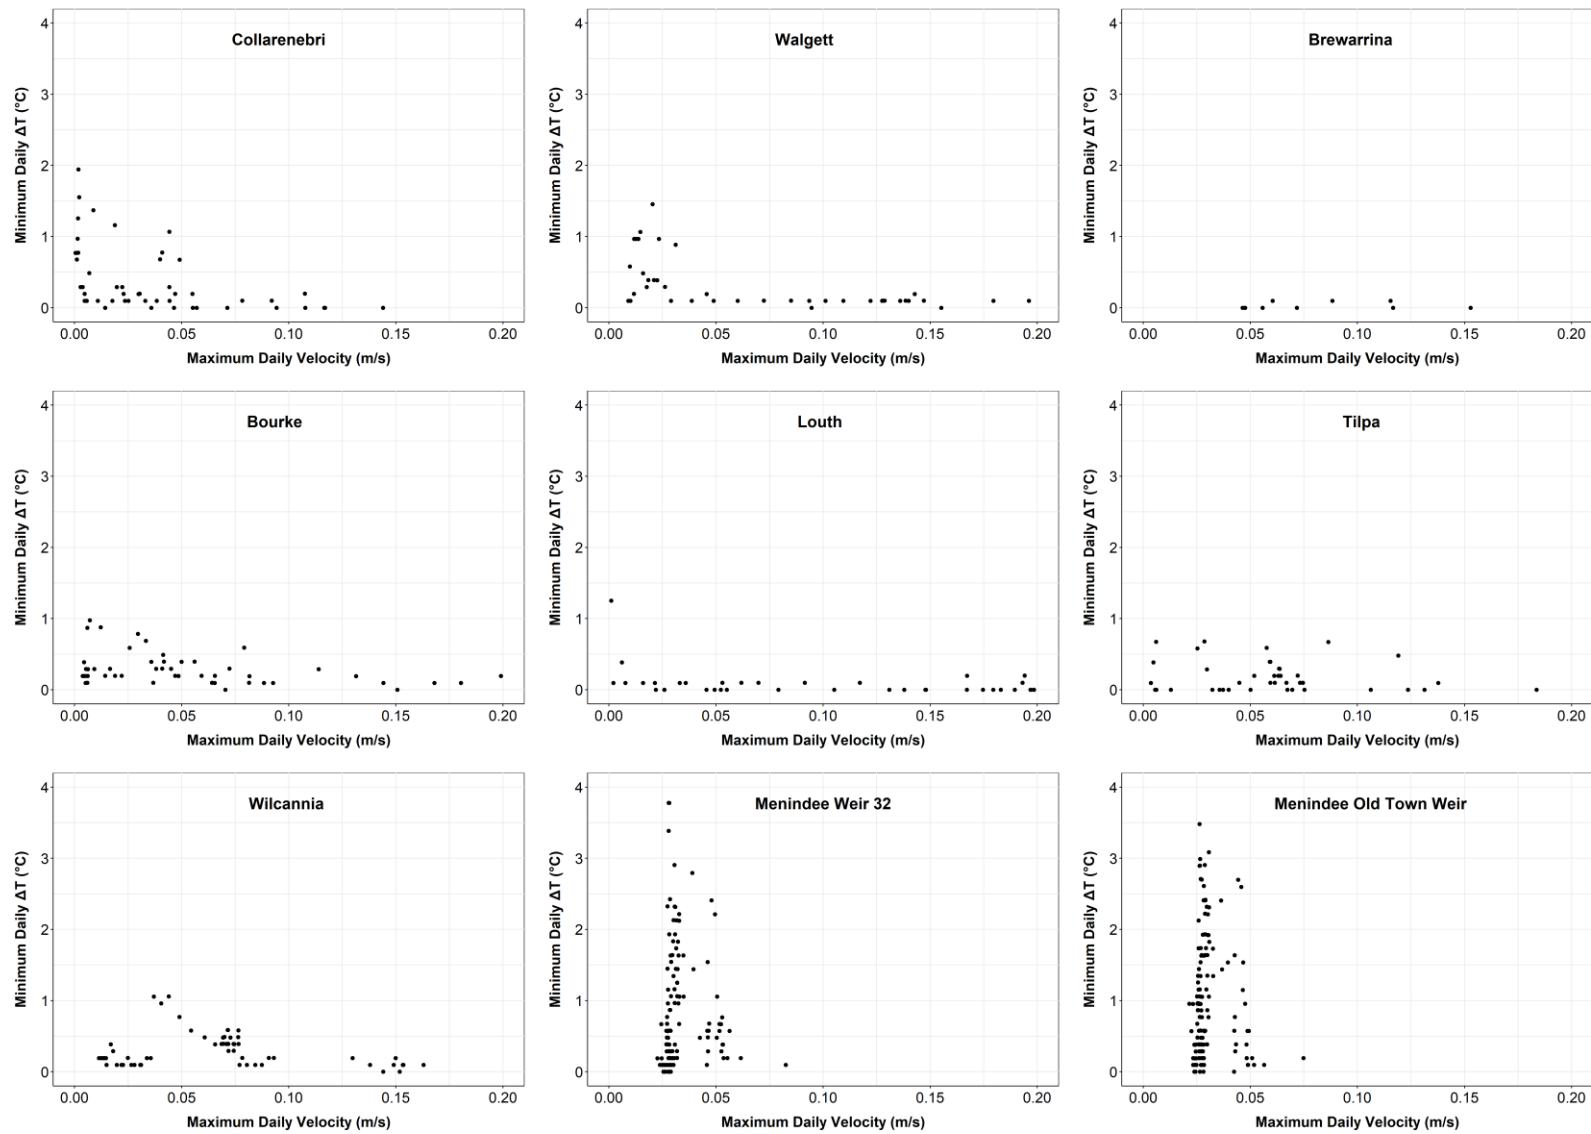 Collarenebri
Minimum Daily ΔT (°C)
4
3
2
1
0
0.00 0.05 0.10 0.15 0.20
Maximum Daily Velocity (m/s)
Walgett
Minimum Daily ΔT (°C)
4
3
2
1
0
0.00 0.05 0.10 0.15 0.20
Maximum Daily Velocity (m/s)
Brewarrina
Minimum Daily ΔT (°C)
4
3
2
1
0
0.00 0.05 0.10 0.15 0.20
Maximum Daily Velocity (m/s)
Bourke
Minimum Daily ΔT (°C)
4
3
2
1
0
0.00 0.05 0.10 0.15 0.20
Maximum Daily Velocity (m/s)
Louth
Minimum Daily ΔT (°C)
4
3
2
1
0
0.00 0.05 0.10 0.15 0.20
Maximum Daily Velocity (m/s)
Tilpa
Minimum Daily ΔT (°C)
4
3
2
1
0
0.00 0.05 0.10 0.15 0.20
Maximum Daily Velocity (m/s)
Wilcannia
Minimum Daily ΔT (°C)
4
3
2
1
0
0.00 0.05 0.10 0.15 0.20
Maximum Daily Velocity (m/s)
Menindee Weir 32
Minimum Daily ΔT (°C)
4
3
2
1
0
0.00 0.05 0.10 0.15 0.20
Maximum Daily Velocity (m/s)
Menindee Old Town Weir
Minimum Daily ΔT (°C)
4
3
2
1
0
0.00 0.05 0.10 0.15 0.20
Maximum Daily Velocity (m/s)